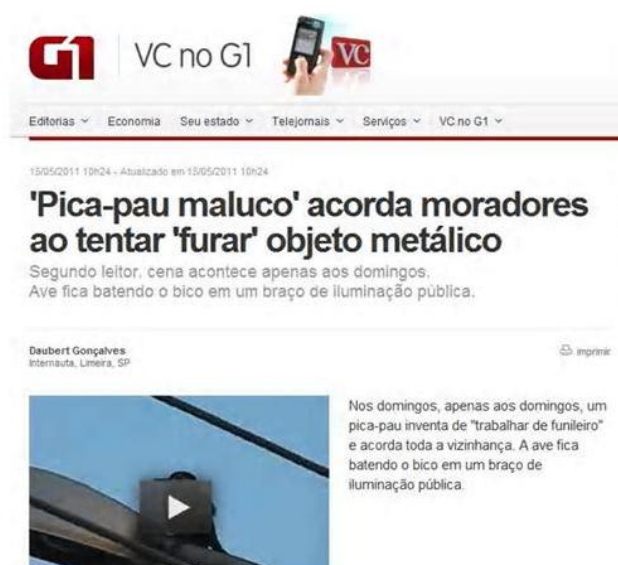 G1 VC no G1 VC
Editorias Economia Seu estado Telejornais Serviços VC no G1
15/05/2011 10h24 - Atualizado em 15/05/2011 10h24
'Pica-pau maluco' acorda moradores
ao tentar 'furar' objeto metálico
Segundo leitor, cena acontece apenas aos domingos.
Ave fica batendo o bico em um braço de iluminação pública.
Daubert Gonçalves
Internauta, Limeira, SP
imprimir
Nos domingos, apenas aos domingos, um
pica-pau inventa de "trabalhar de funileiro"
e acorda toda a vizinhança. A ave fica
batendo o bico em um braço de
iluminação pública.